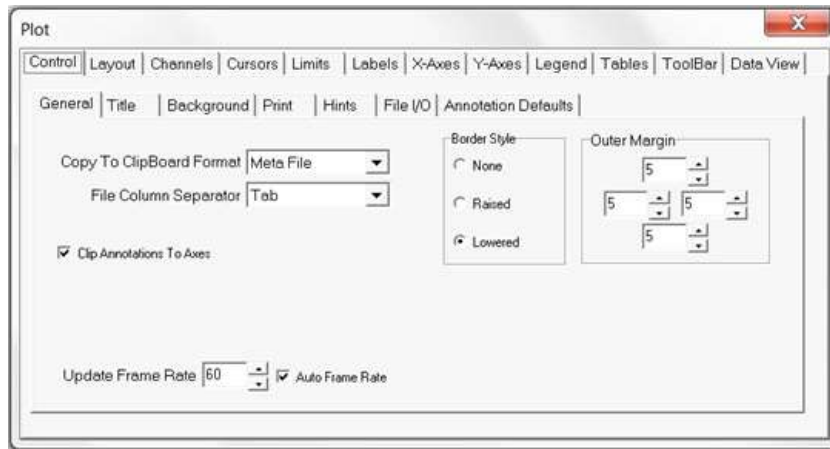 Plot
Control Layout Channels Cursors Limits Labels X-Axes Y-Axes Legend Tables ToolBar Data View
General Title Background Print Hints File I/O Annotation Defaults
Copy To ClipBoard Format Meta File
File Column Separator Tab
Clip Annotations To Axes
Border Style
None
Raised
Lowered
Outer Margin
5
5 5
5
Update Frame Rate 60 Auto Frame Rate